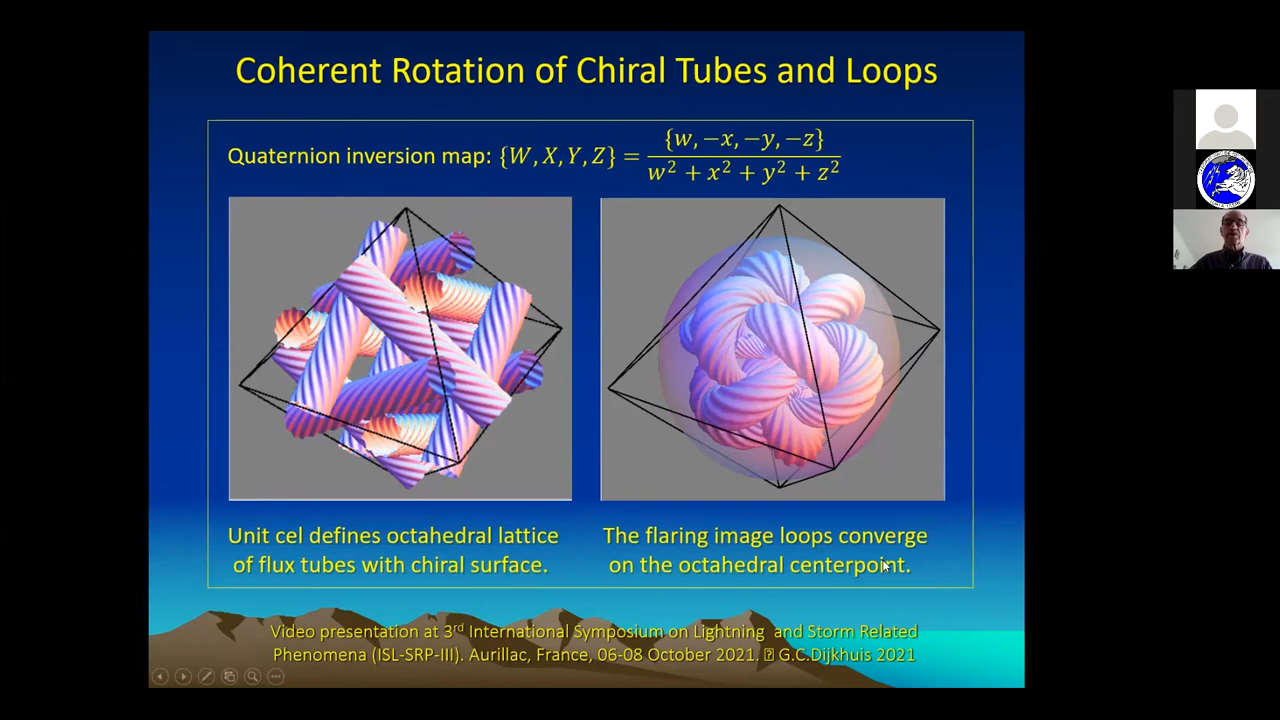 Coherent Rotation of Chiral Tubes and Loops
Quaternion inversion map: {W, X, Y, Z} = {w, −x, −y, −z} / w² + x² + y² + z²
Unit cel defines octahedral lattice
of flux tubes with chiral surface.
The flaring image loops converge
on the octahedral centerpoint.
Video presentation at 3rd International Symposium on Lightning and Storm Related
Phenomena (ISL-SRP-III). Aurillac, France, 06-08 October 2021. G.C.Dijkhuis 2021